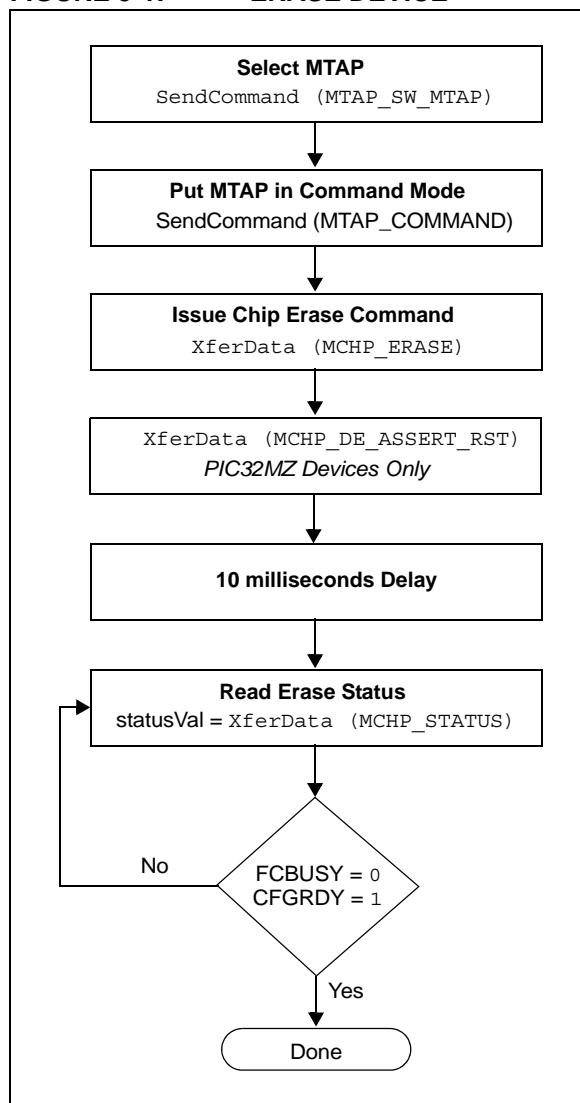 Select MTAP
SendCommand (MTAP_SW_MTAP)
Put MTAP in Command Mode
SendCommand (MTAP_COMMAND)
Issue Chip Erase Command
XferData (MCHP_ERASE)
XferData (MCHP_DE_ASSERT_RST)
PIC32MZ Devices Only
10 milliseconds Delay
Read Erase Status
statusVal = XferData (MCHP_STATUS)
No
FCBUSY = 0
CFGRDY = 1
Yes
Done